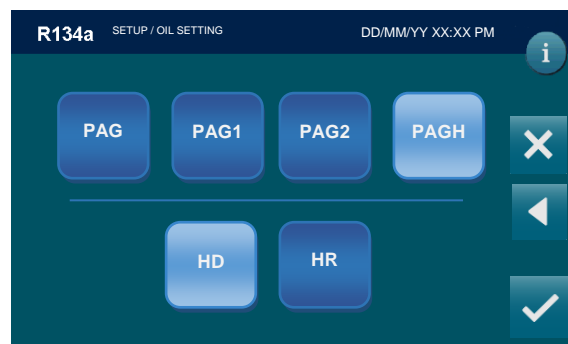 R134a SETUP / OIL SETTING DD/MM/YY XX:XX PM
i
PAG PAG1 PAG2 PAGH
HD HR